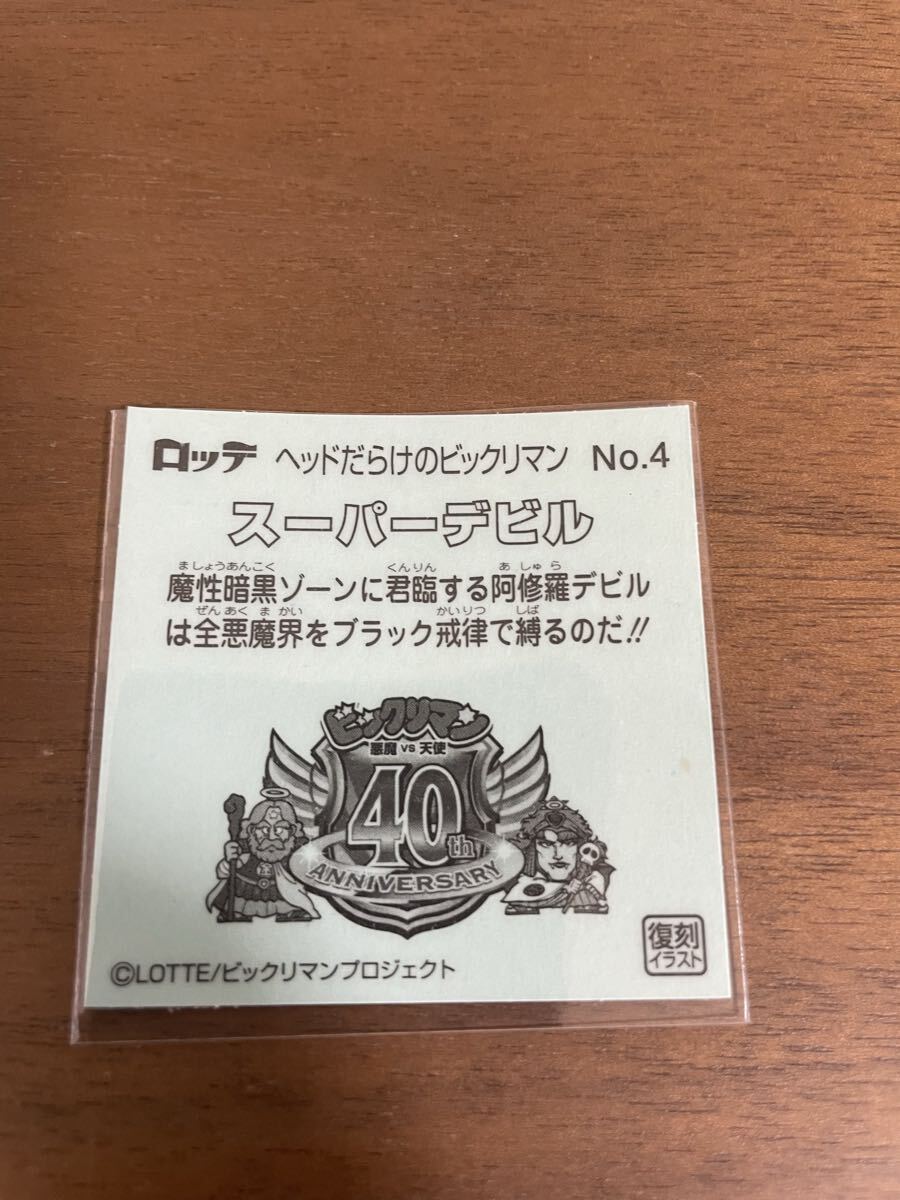 ロッテ ヘッドだらけのビックリマン No.4
スーパーデビル
ましょうあんこく くんりん あしゅら
魔性暗黒ゾーンに君臨する阿修羅デビル
ぜんあくまかい かいりつ しば
は全悪魔界をブラック戒律で縛るのだ!!
ビックリマン
悪魔 VS 天使
40th
ANNIVERSARY
復刻
イラスト
©LOTTE/ビックリマンプロジェクト